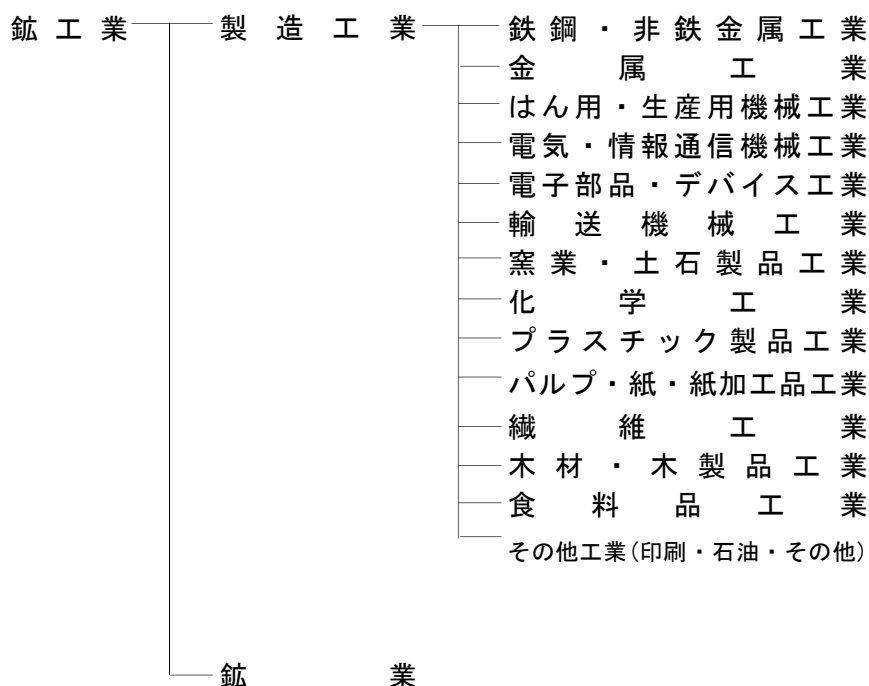 鉱工業 製造工業 鉄鋼・非鉄金属工業
金属工業
はん用・生産用機械工業
電気・情報通信機械工業
電子部品・デバイス工業
輸送機械工業
窯業・土石製品工業
化学工業
プラスチック製品工業
パルプ・紙・紙加工品工業
繊維工業
木材・木製品工業
食料品工業
その他工業(印刷・石油・その他)
鉱業